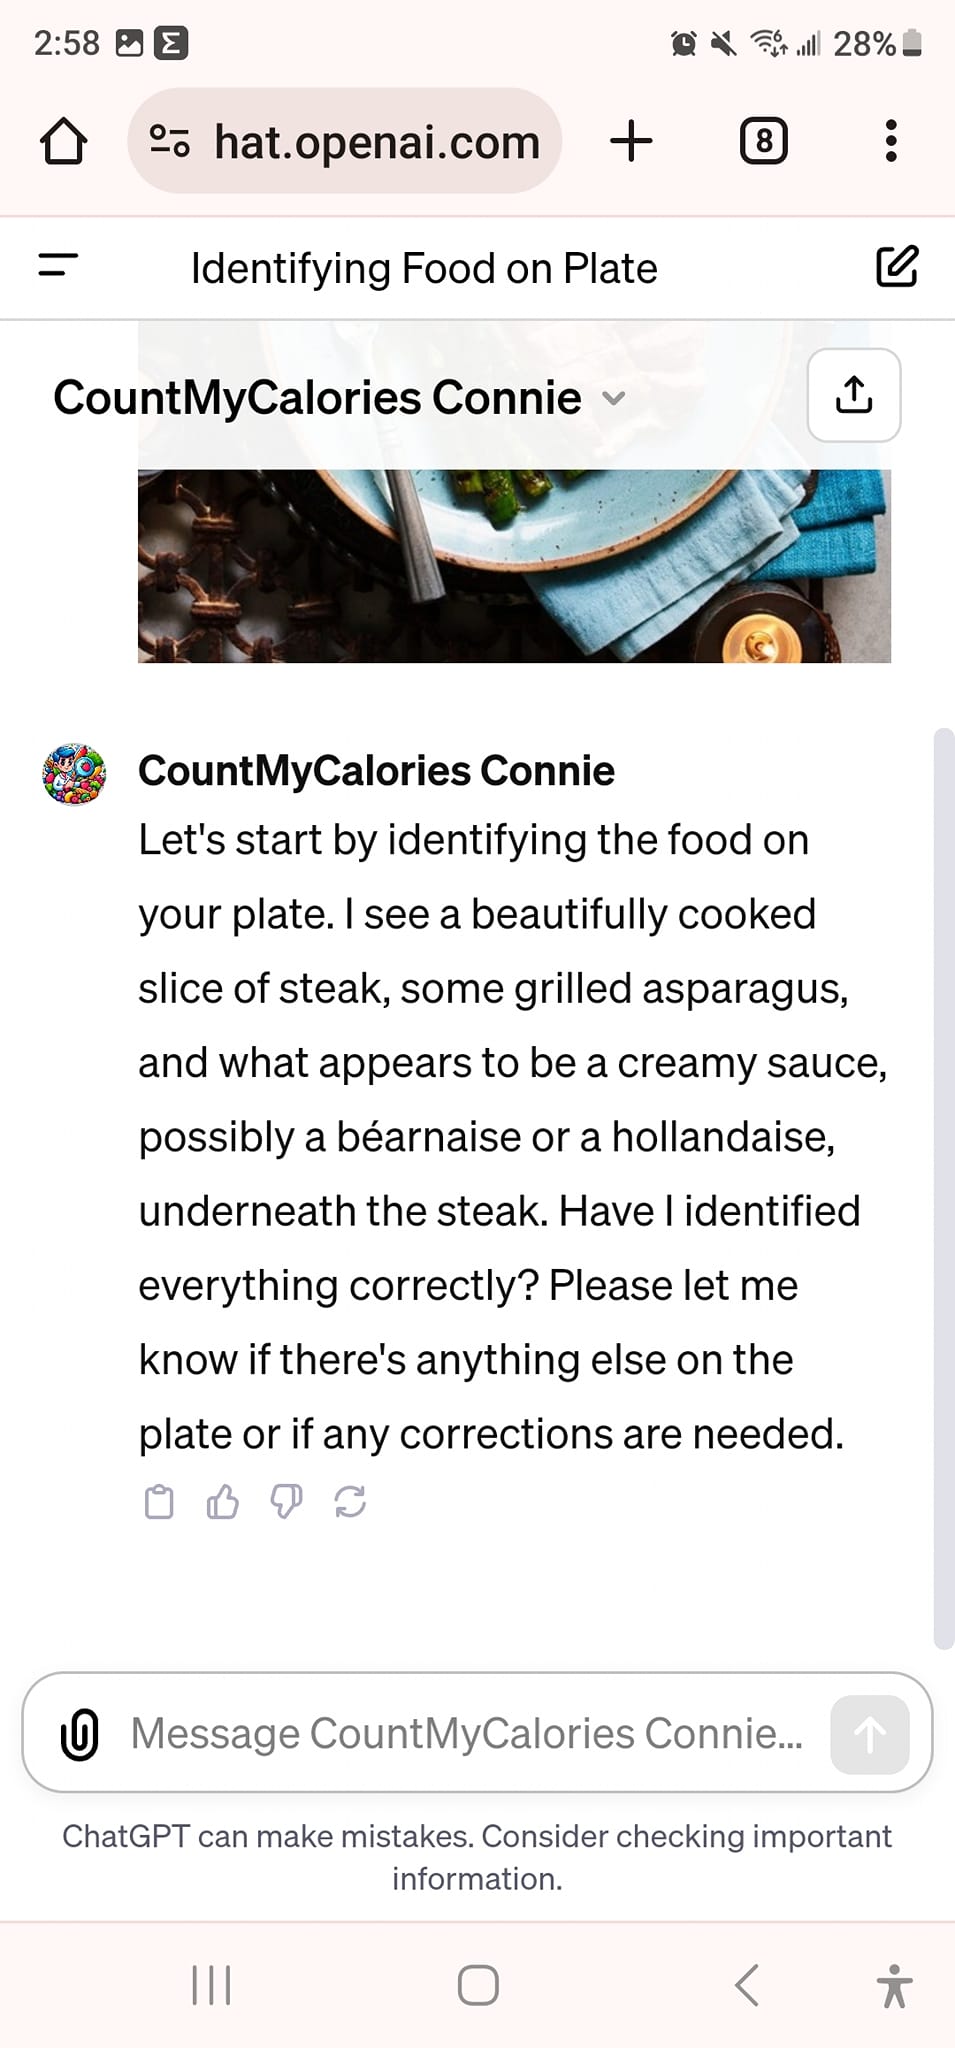 2:58 28%
hat.openai.com 8
Identifying Food on Plate
CountMyCalories Connie
CountMyCalories Connie
Let's start by identifying the food on
your plate. I see a beautifully cooked
slice of steak, some grilled asparagus,
and what appears to be a creamy sauce,
possibly a béarnaise or a hollandaise,
underneath the steak. Have I identified
everything correctly? Please let me
know if there's anything else on the
plate or if any corrections are needed.
Message CountMyCalories Connie...
ChatGPT can make mistakes. Consider checking important
information.